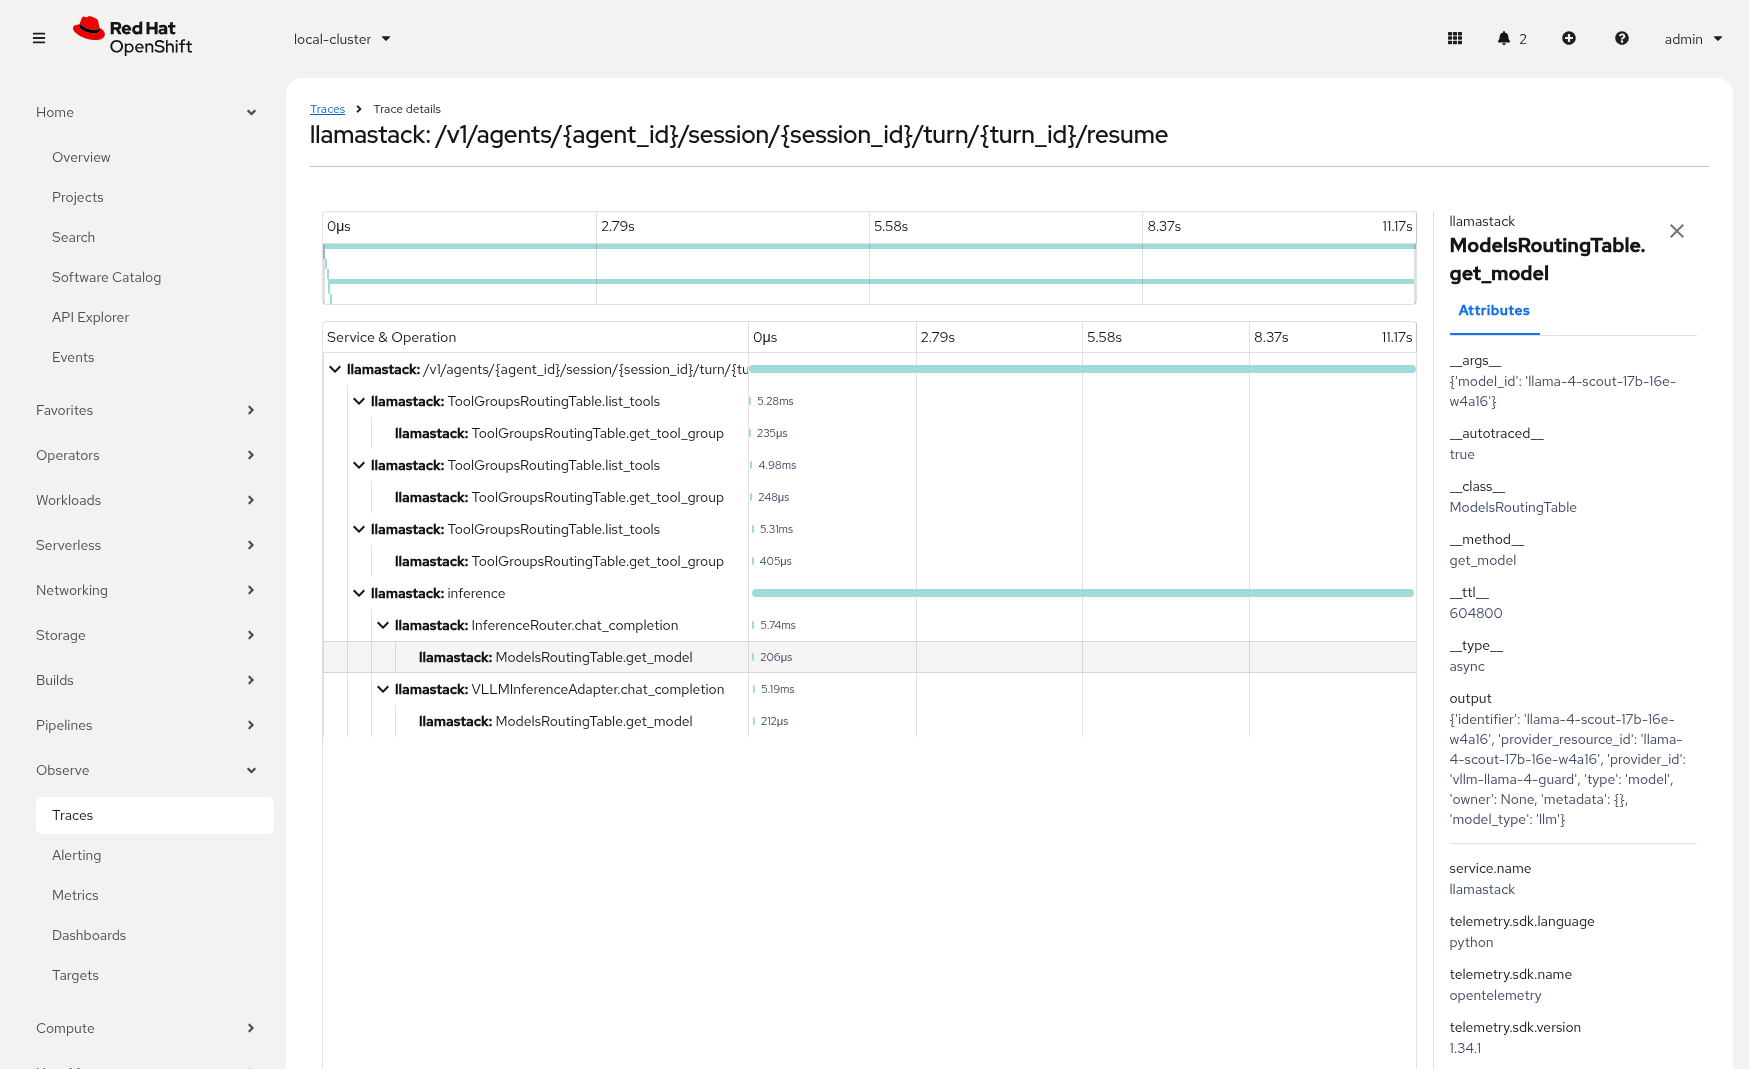 Red Hat
OpenShift
local-cluster
2
admin
Home
Overview
Projects
Search
Software Catalog
API Explorer
Events
Favorites
Operators
Workloads
Serverless
Networking
Storage
Builds
Pipelines
Observe
Traces
Alerting
Metrics
Dashboards
Targets
Compute
Traces > Trace details
llamastack: /v1/agents/{agent_id}/session/{session_id}/turn/{turn_id}/resume
0μs 2.79s 5.58s 8.37s 11.17s
Service & Operation 0μs 2.79s 5.58s 8.37s 11.17s
llamastack: /v1/agents/{agent_id}/session/{session_id}/turn/{tu
llamastack: ToolGroupsRoutingTable.list_tools 5.28ms
llamastack: ToolGroupsRoutingTable.get_tool_group 235μs
llamastack: ToolGroupsRoutingTable.list_tools 4.98ms
llamastack: ToolGroupsRoutingTable.get_tool_group 248μs
llamastack: ToolGroupsRoutingTable.list_tools 5.31ms
llamastack: ToolGroupsRoutingTable.get_tool_group 405μs
llamastack: inference
llamastack: InferenceRouter.chat_completion 5.74ms
llamastack: ModelsRoutingTable.get_model 206μs
llamastack: VLLMInferenceAdapter.chat_completion 5.19ms
llamastack: ModelsRoutingTable.get_model 212μs
llamastack
ModelsRoutingTable.
get_model
Attributes
__args__
{'model_id': 'llama-4-scout-17b-16e-
w4a16'}
__autotraced__
true
__class__
ModelsRoutingTable
__method__
get_model
__ttl__
604800
__type__
async
output
{'identifier': 'llama-4-scout-17b-16e-
w4a16', 'provider_resource_id': 'llama-
4-scout-17b-16e-w4a16', 'provider_id':
'vllm-llama-4-guard', 'type': 'model',
'owner': None, 'metadata': {},
'model_type': 'llm'}
service.name
llamastack
telemetry.sdk.language
python
telemetry.sdk.name
opentelemetry
telemetry.sdk.version
1.34.1